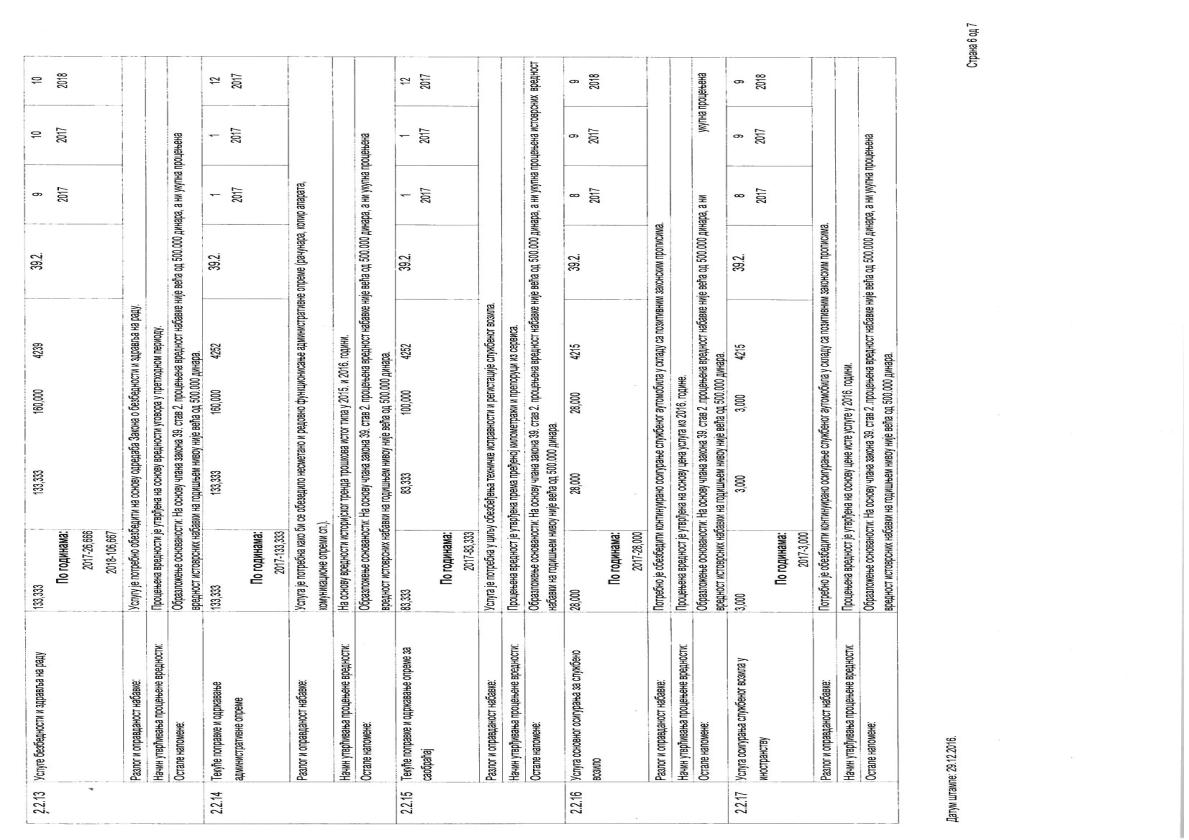 2.2.13 Услуге безбедности и здравља на раду 133,333 133,333 160,000 4239 39.2. 9 10 10
2017 2017 2018
По годинама:
2017-26,666
2018-106,667
Разлог и оправданост набавке: Услугу је потребно обезбедити на основу одредаба Закона о безбедности и здравља на раду.
Начин утврђивања процењене вредности: Процењена вредности је утврђена на основу вредности уговора у претходном периоду.
Остале напомене: Образложење основаности: На основу члана закона 39. став 2. процењена вредност набавке није већа од 500.000 динара, а ни укупна процењена
вредност истоврсних набавки на годишњем нивоу није већа од 500.000 динара.
2.2.14 Текуће поправке и одржавање 133,333 133,333 160,000 4252 39.2. 1 1 12
административне опреме 2017 2017 2017
По годинама:
2017-133,333
Разлог и оправданост набавке: Услуга је потребна како би се обезедило несметано и редовно функционисање административне опреме (рачунара, копир апарата,
комуникационе опреми сл.).
Начин утврђивања процењене вредности: На основу вредности историјског тренда трошкова истог типа у 2015. и 2016. години.
Остале напомене: Образложење основаности: На основу члана закона 39. став 2. процењена вредност набавке није већа од 500.000 динара, а ни укупна процењена
вредност истоврсних набавки на годишњем нивоу није већа од 500.000 динара.
2.2.15 Текуће поправке и одржавање опреме за 83,333 83,333 100,000 4252 39.2. 1 1 12
саобраћај 2017 2017 2017
По годинама:
2017-83,333
Разлог и оправданост набавке: Услуга је потребна у циљу обезбеђења техничке исправности и регистације службеног возила.
Начин утврђивања процењене вредности: Процењена вредност је утврђена према пређеној километражи и препоруци из сервиса.
Остале напомене: Образложење основаности: На основу члана закона 39. став 2. процењена вредност набавке није већа од 500.000 динара, а ни укупна процењена истоврсних вредност
набавки на годишњем нивоу није већа од 500.000 динара.
2.2.16 Услуга основног осигурања за службено 28,000 28,000 28,000 4215 39.2. 8 9 9
возило 2017 2017 2018
По годинама:
2017-28,000
Разлог и оправданост набавке: Потребно је обезбедити континуирано осигурање службеног аутомобила у складу са позитивним законским прописима.
Начин утврђивања процењене вредности: Процењена вредност је утврђена на основу цена услуга из 2016. године.
Остале напомене: Образложење основаности: На основу члана закона 39. став 2 .процењена вредност набавке није већа од 500.000 динара, а ни укупна процењена
вредност истоврсних набавки на годишњем нивоу није већа од 500.000 динара.
2.2.17 Услуга осигурања службеног возила у 3,000 3,000 3,000 4215 39.2. 8 9 9
иностранству 2017 2017 2018
По годинама:
2017-3,000
Разлог и оправданост набавке: Потребно је обезбедити континуирано осигурање службеног аутомобила у складу са позитивним законским прописима.
Начин утврђивања процењене вредности: Процењена вредност је утврђена на основу цене исте услуге у 2016. години.
Остале напомене: Образложење основаности: На основу члана закона 39. став 2. процењена вредност набавке није већа од 500.000 динара, а ни укупна процењена
вредност истоврсних набавки на годишњем нивоу није већа од 500.000 динара.
Датум штампе: 29.12.2016.
Страна 6 од 7